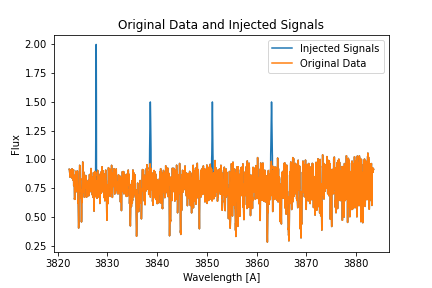 Original Data and Injected Signals
Injected Signals
Original Data
Flux
2.00
1.75
1.50
1.25
1.00
0.75
0.50
0.25
3820 3830 3840 3850 3860 3870 3880
Wavelength [A]